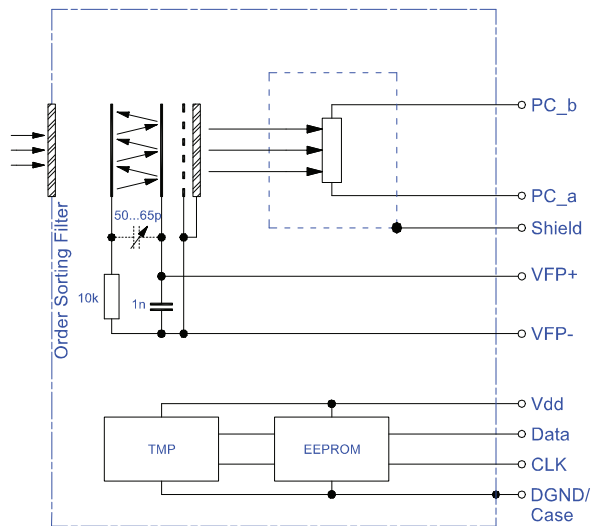 PC_b
PC_a
Shield
50...65p
VFP+
10k
1n
Order Sorting Filter
VFP-
Vdd
TMP
EEPROM
Data
CLK
DGND/
Case